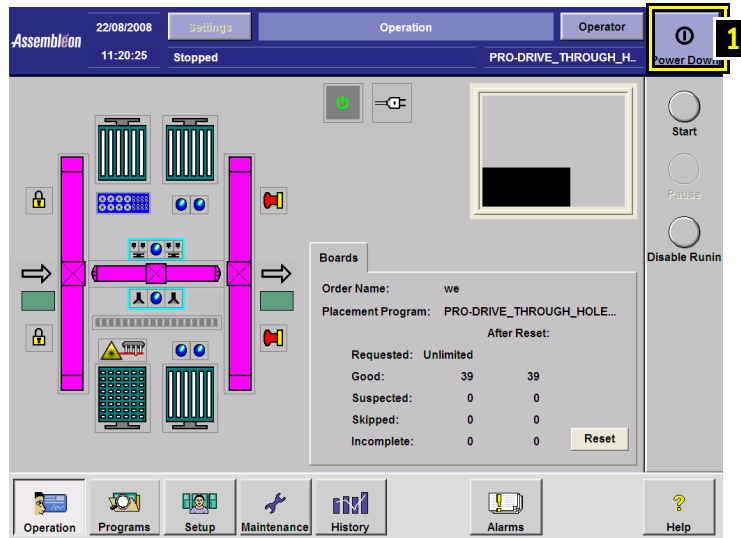 Assembléon
22/08/2008
Settings
Operation
Operator
11:20:25
Stopped
PRO-DRIVE_THROUGH_H..
Power Down
1
Start
Pause
Disable Runin
Boards
Order Name: we
Placement Program: PRO-DRIVE_THROUGH_HOLE...
After Reset:
Requested: Unlimited
Good: 39 39
Suspected: 0 0
Skipped: 0 0
Incomplete: 0 0
Reset
Operation
Programs
Setup
Maintenance
History
Alarms
Help